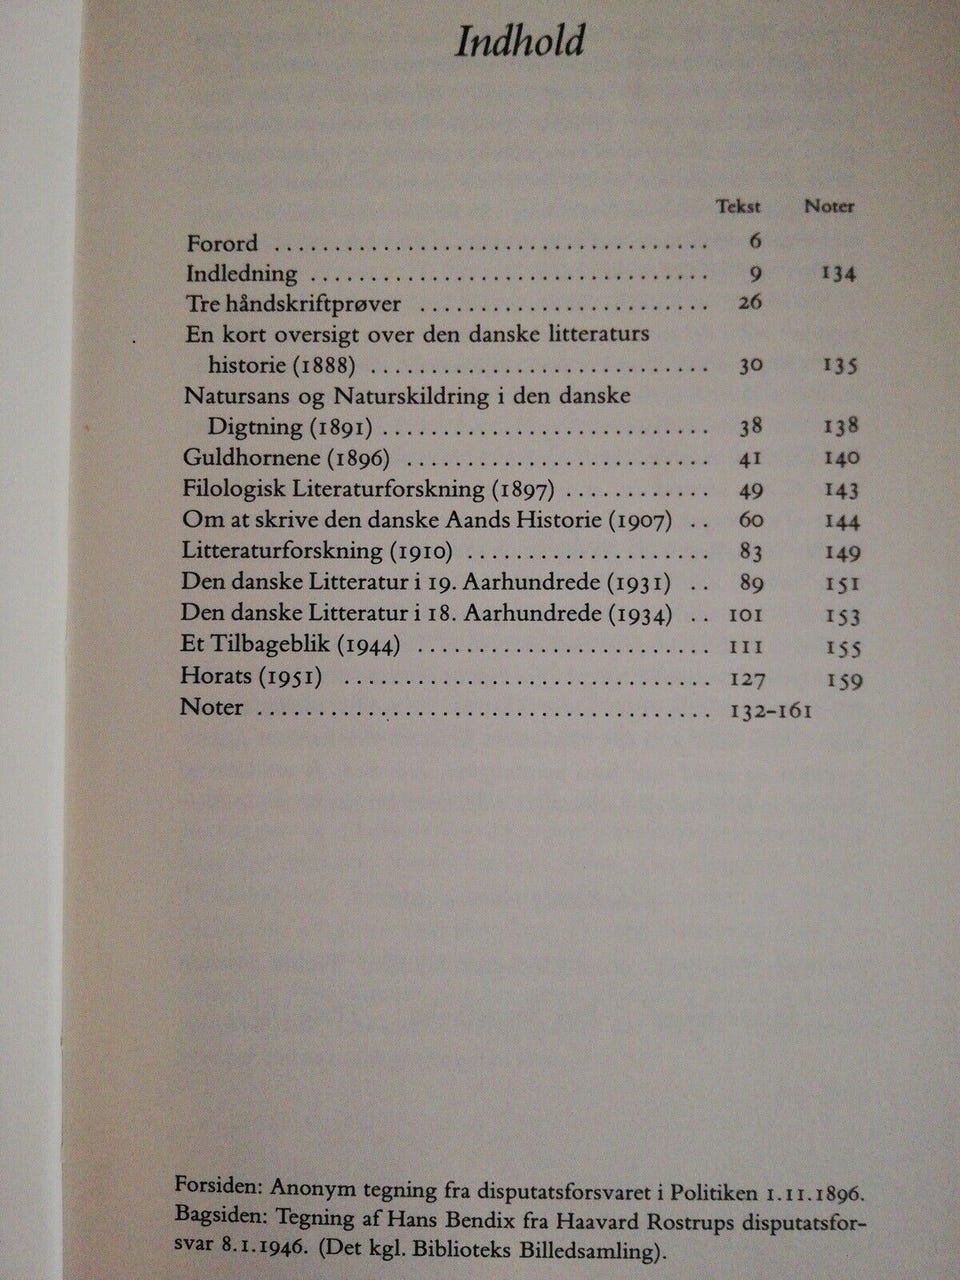 Indhold
Tekst Noter
Forord ..................................... 6
Indledning .................................. 9 134
Tre håndskriftprøver ......................... 26
En kort oversigt over den danske litteraturs
historie (1888) ............................. 30 135
Natursans og Naturskildring i den danske
Digtning (1891) ............................ 38 138
Guldhornene (1896) .......................... 41 140
Filologisk Literaturforskning (1897) ............ 49 143
Om at skrive den danske Aands Historie (1907) .. 60 144
Litteraturforskning (1910) ..................... 83 149
Den danske Litteratur i 19. Aarhundrede (1931) .. 89 151
Den danske Litteratur i 18. Aarhundrede (1934) .. 101 153
Et Tilbageblik (1944) ......................... 111 155
Horats (1951) ............................... 127 159
Noter ...................................... 132-161
Forsiden: Anonym tegning fra disputatsforsvaret i Politiken 1.11.1896.
Bagsiden: Tegning af Hans Bendix fra Haavard Rostrups disputatsfor-
svar 8.1.1946. (Det kgl. Biblioteks Billedsamling).